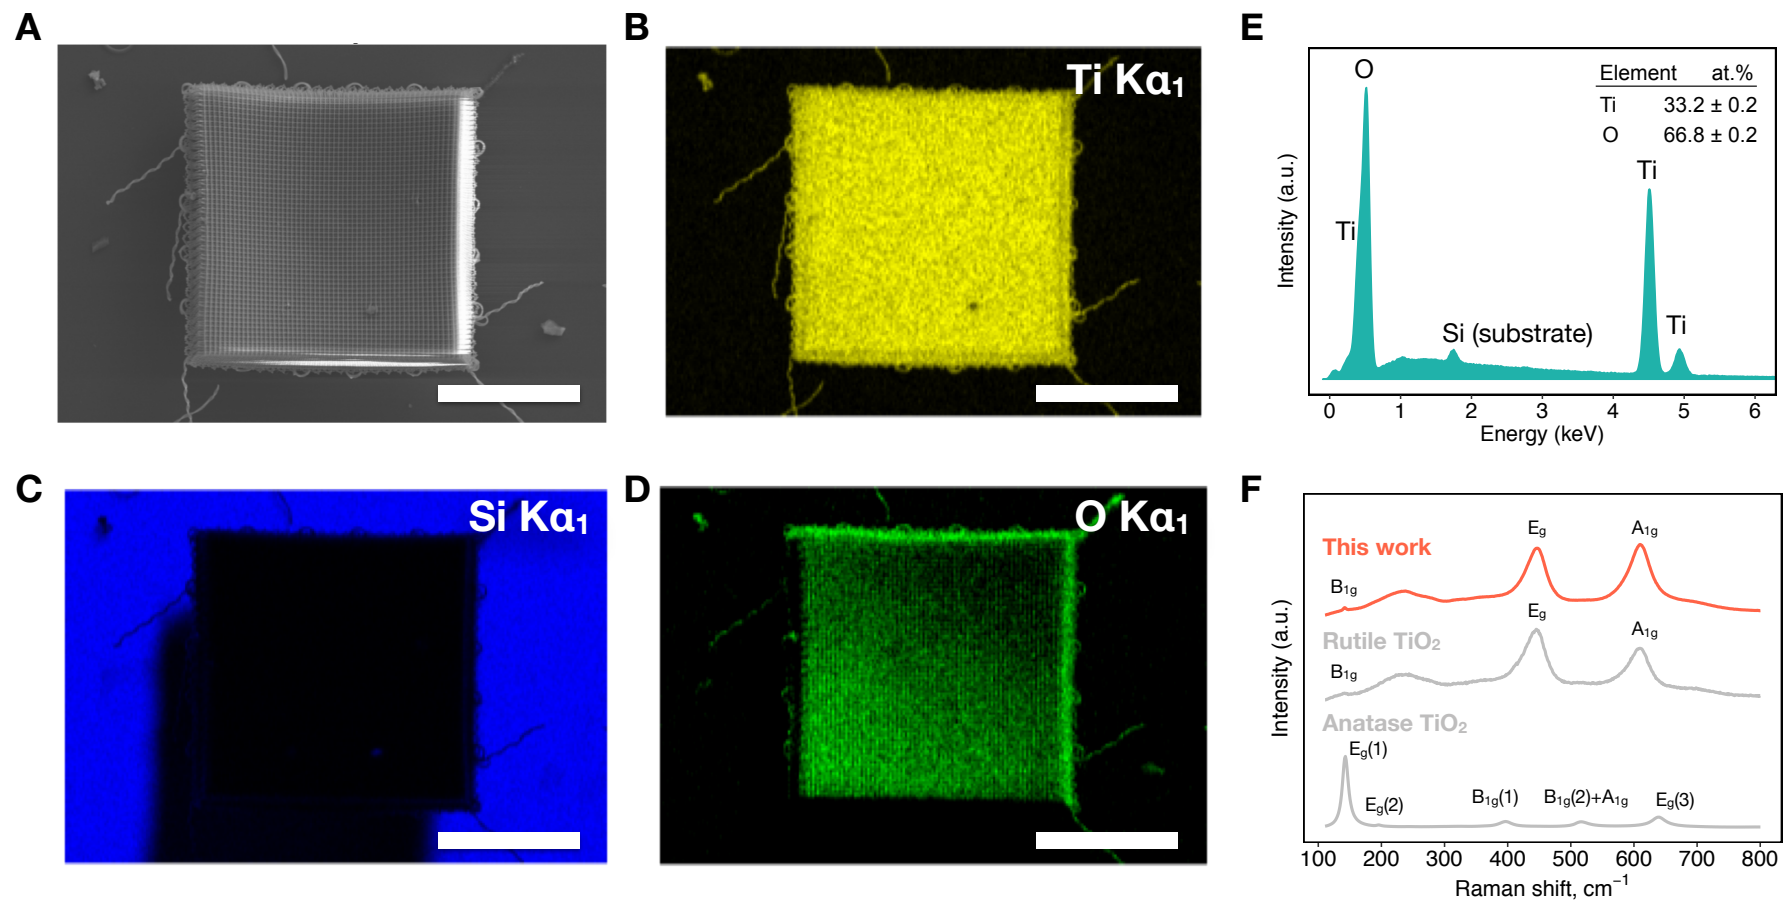 A
B
Ti Kα₁
C
Si Kα₁
D
O Kα₁
E
Intensity (a.u.)
O
Ti
Si (substrate)
Ti
Ti
Element at.%
Ti 33.2 ± 0.2
O 66.8 ± 0.2
0 1 2 3 4 5 6
Energy (keV)
F
Intensity (a.u.)
This work
B₁g
Eg
A₁g
Rutile TiO₂
B₁g
Eg
A₁g
Anatase TiO₂
Eg(1)
Eg(2)
B₁g(1)
B₁g(2)+A₁g
Eg(3)
100 200 300 400 500 600 700 800
Raman shift, cm⁻¹